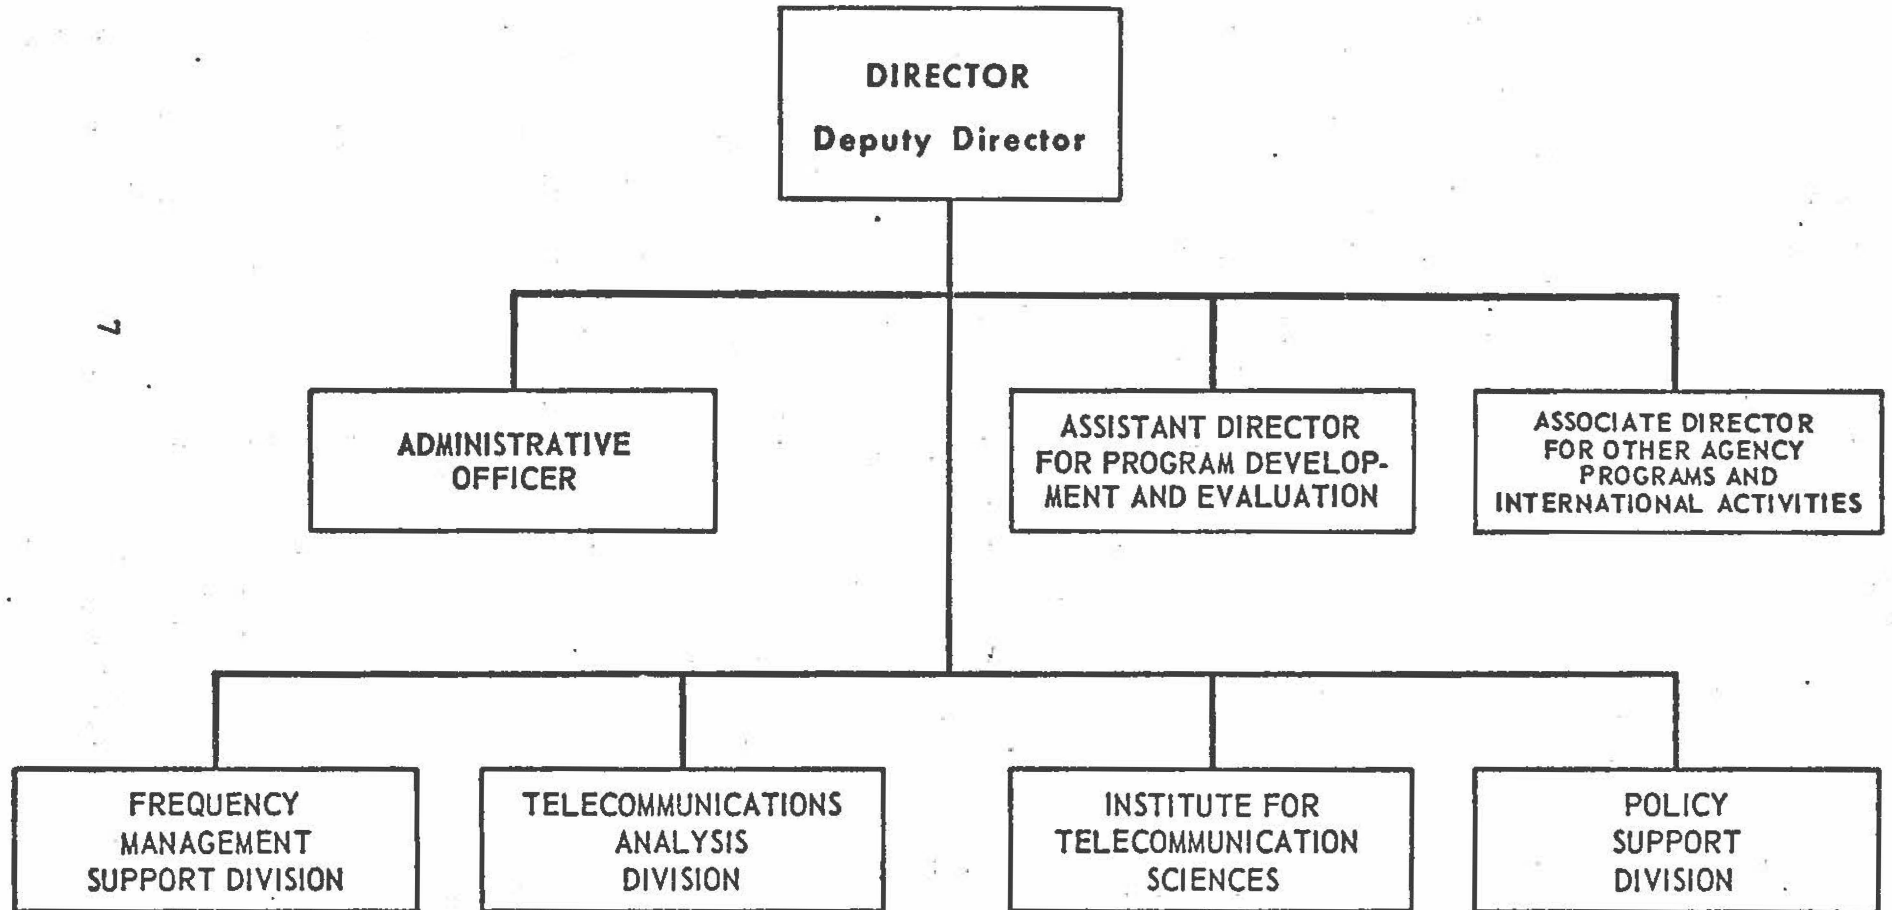 DIRECTOR
Deputy Director
7
ADMINISTRATIVE
OFFICER
ASSISTANT DIRECTOR
FOR PROGRAM DEVELOP-
MENT AND EVALUATION
ASSOCIATE DIRECTOR
FOR OTHER AGENCY
PROGRAMS AND
INTERNATIONAL ACTIVITIES
FREQUENCY
MANAGEMENT
SUPPORT DIVISION
TELECOMMUNICATIONS
ANALYSIS
DIVISION
INSTITUTE FOR
TELECOMMUNICATION
SCIENCES
POLICY
SUPPORT
DIVISION